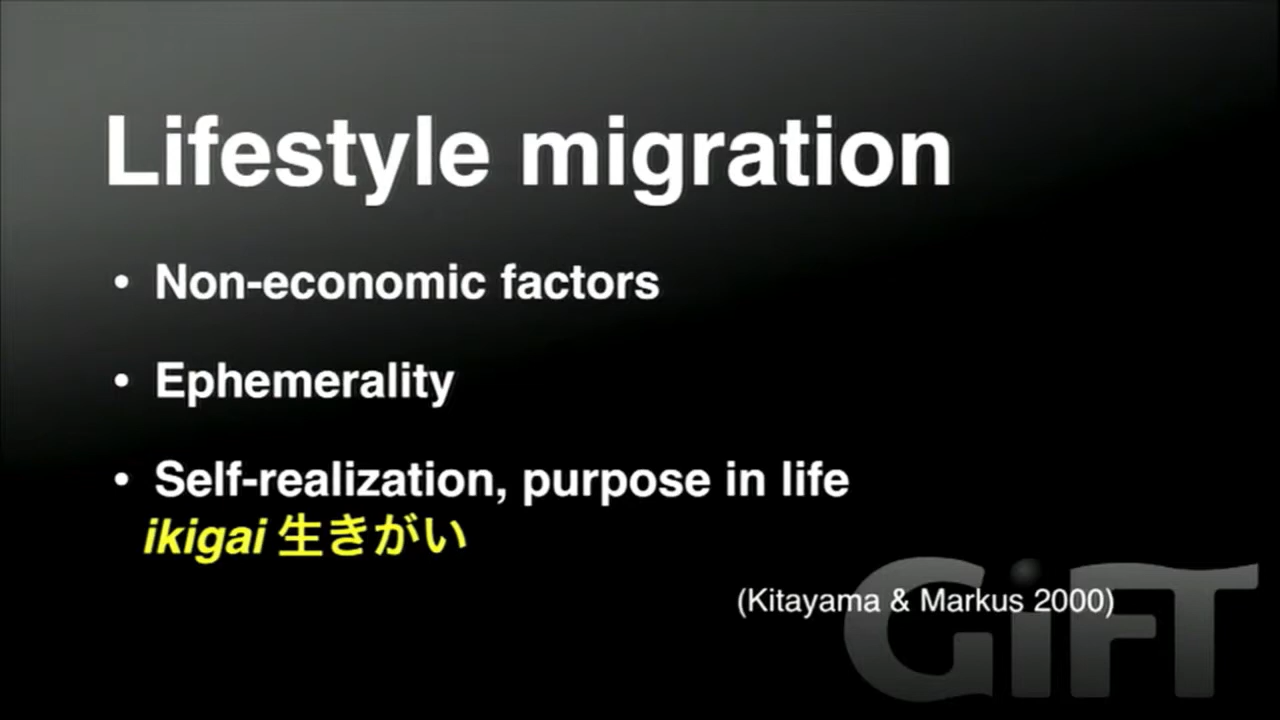 Lifestyle migration
• Non-economic factors
• Ephemerality
• Self-realization, purpose in life
ikigai 生きがい
(Kitayama & Markus 2000)
GiFT